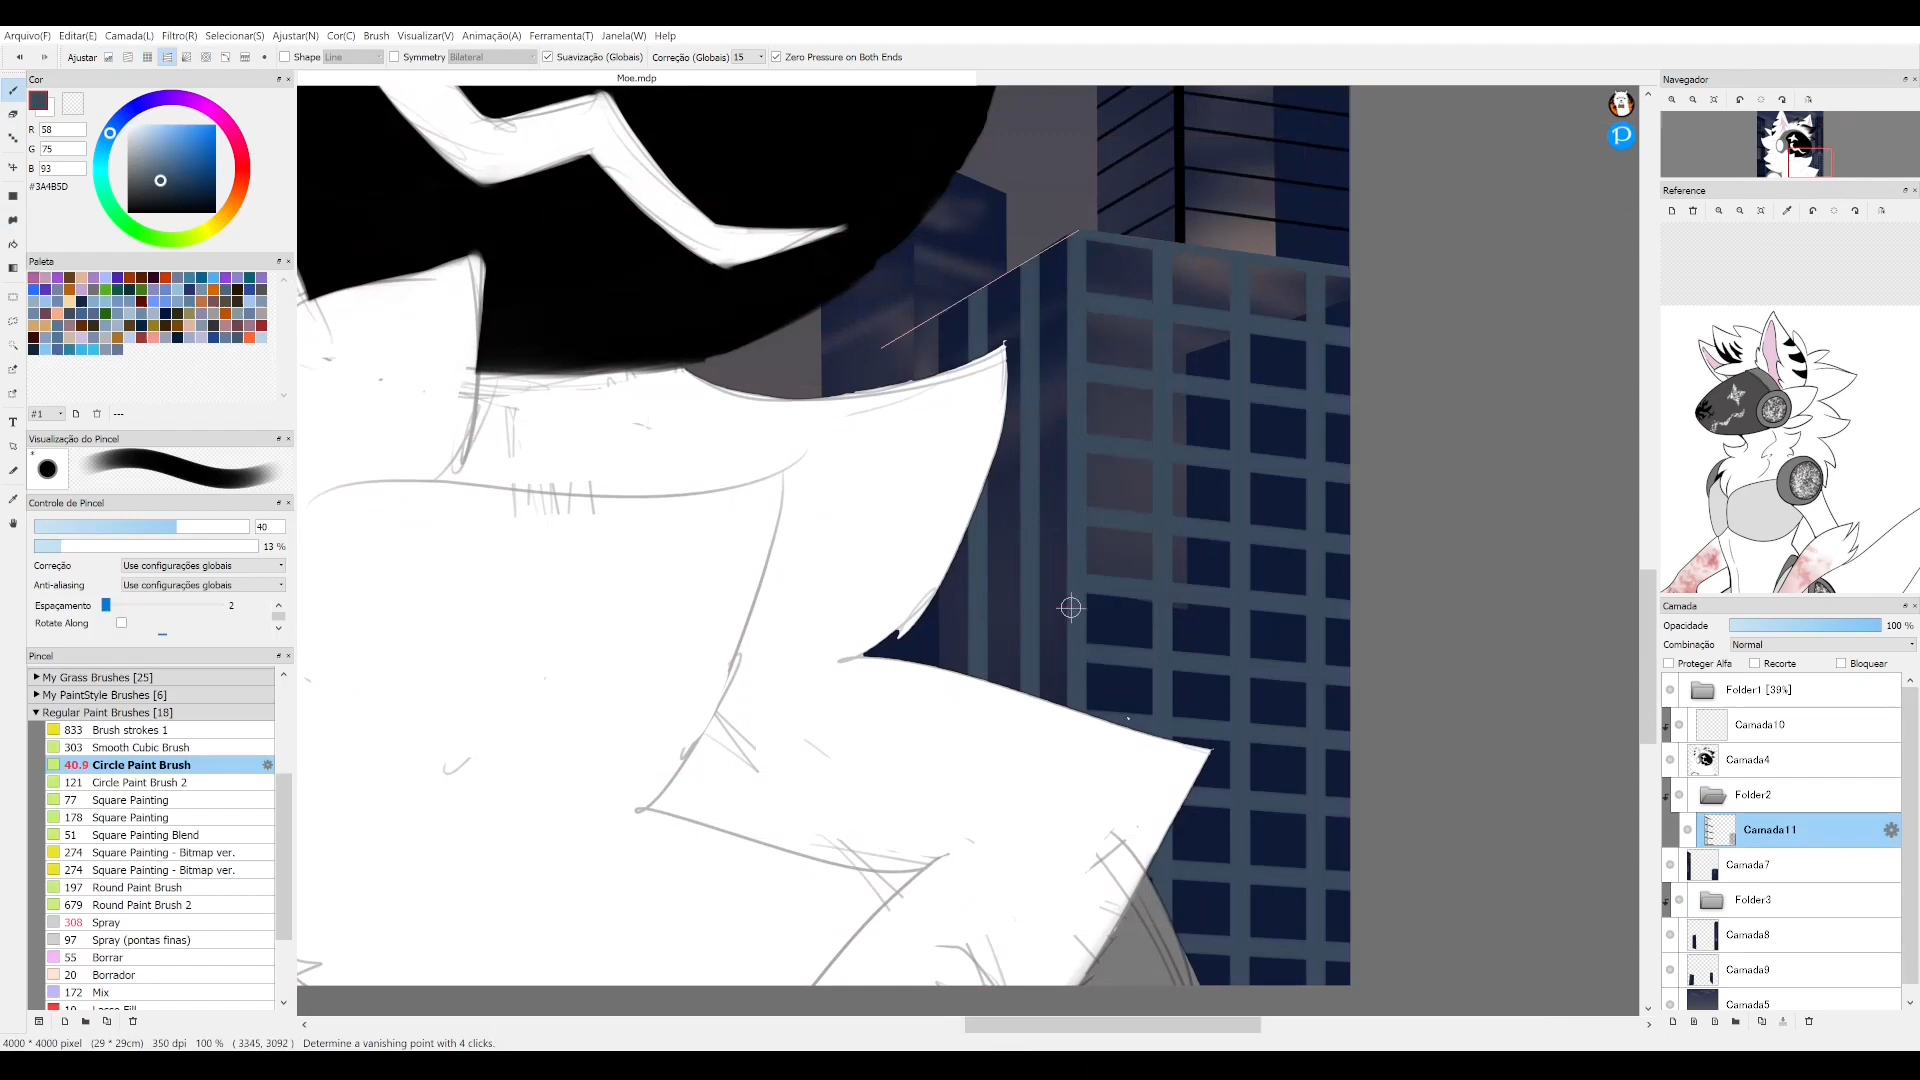 Arquivo(F) Editar(E) Camada(L) Filtro(R) Selecionar(S) Ajustar(N) Cor(C) Brush Visualizar(V) Animação(A) Ferramenta(T) Janela(W) Help
Ajustar Shape Line Symmetry Bilateral Suavização (Globais) Correção (Globais) 15 Zero Pressure on Both Ends
Moe.mdp
Cor
R 58
G 75
B 93
#3A4B5D
Paleta
#1 ---
Visualização do Pincel
*
Controle de Pincel
40
13 %
Correção Use configurações globais
Anti-aliasing Use configurações globais
Espaçamento 2
Rotate Along
Pincel
My Grass Brushes [25]
My PaintStyle Brushes [6]
Regular Paint Brushes [18]
833 Brush strokes 1
303 Smooth Cubic Brush
40.9 Circle Paint Brush
121 Circle Paint Brush 2
77 Square Painting
178 Square Painting
51 Square Painting Blend
274 Square Painting - Bitmap ver.
274 Square Painting - Bitmap ver.
197 Round Paint Brush
679 Round Paint Brush 2
308 Spray
97 Spray (pontas finas)
55 Borrar
20 Borrador
172 Mix
Navegador
Reference
Camada
Opacidade 100 %
Combinação Normal
Proteger Alfa Recorte Bloquear
Folder1 [39%]
Camada10
Camada4
Folder2
Camada11
Camada7
Folder3
Camada8
Camada9
Camada5
4000 * 4000 pixel (29 * 29cm) 350 dpi 100 % ( 3345, 3092 ) Determine a vanishing point with 4 clicks.